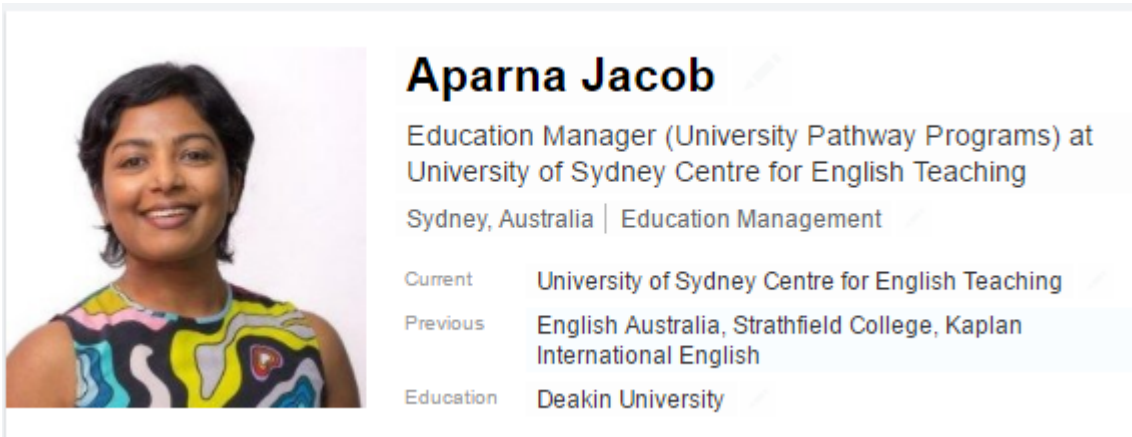 Aparna Jacob
Education Manager (University Pathway Programs) at
University of Sydney Centre for English Teaching
Sydney, Australia | Education Management
Current University of Sydney Centre for English Teaching
Previous English Australia, Strathfield College, Kaplan
International English
Education Deakin University